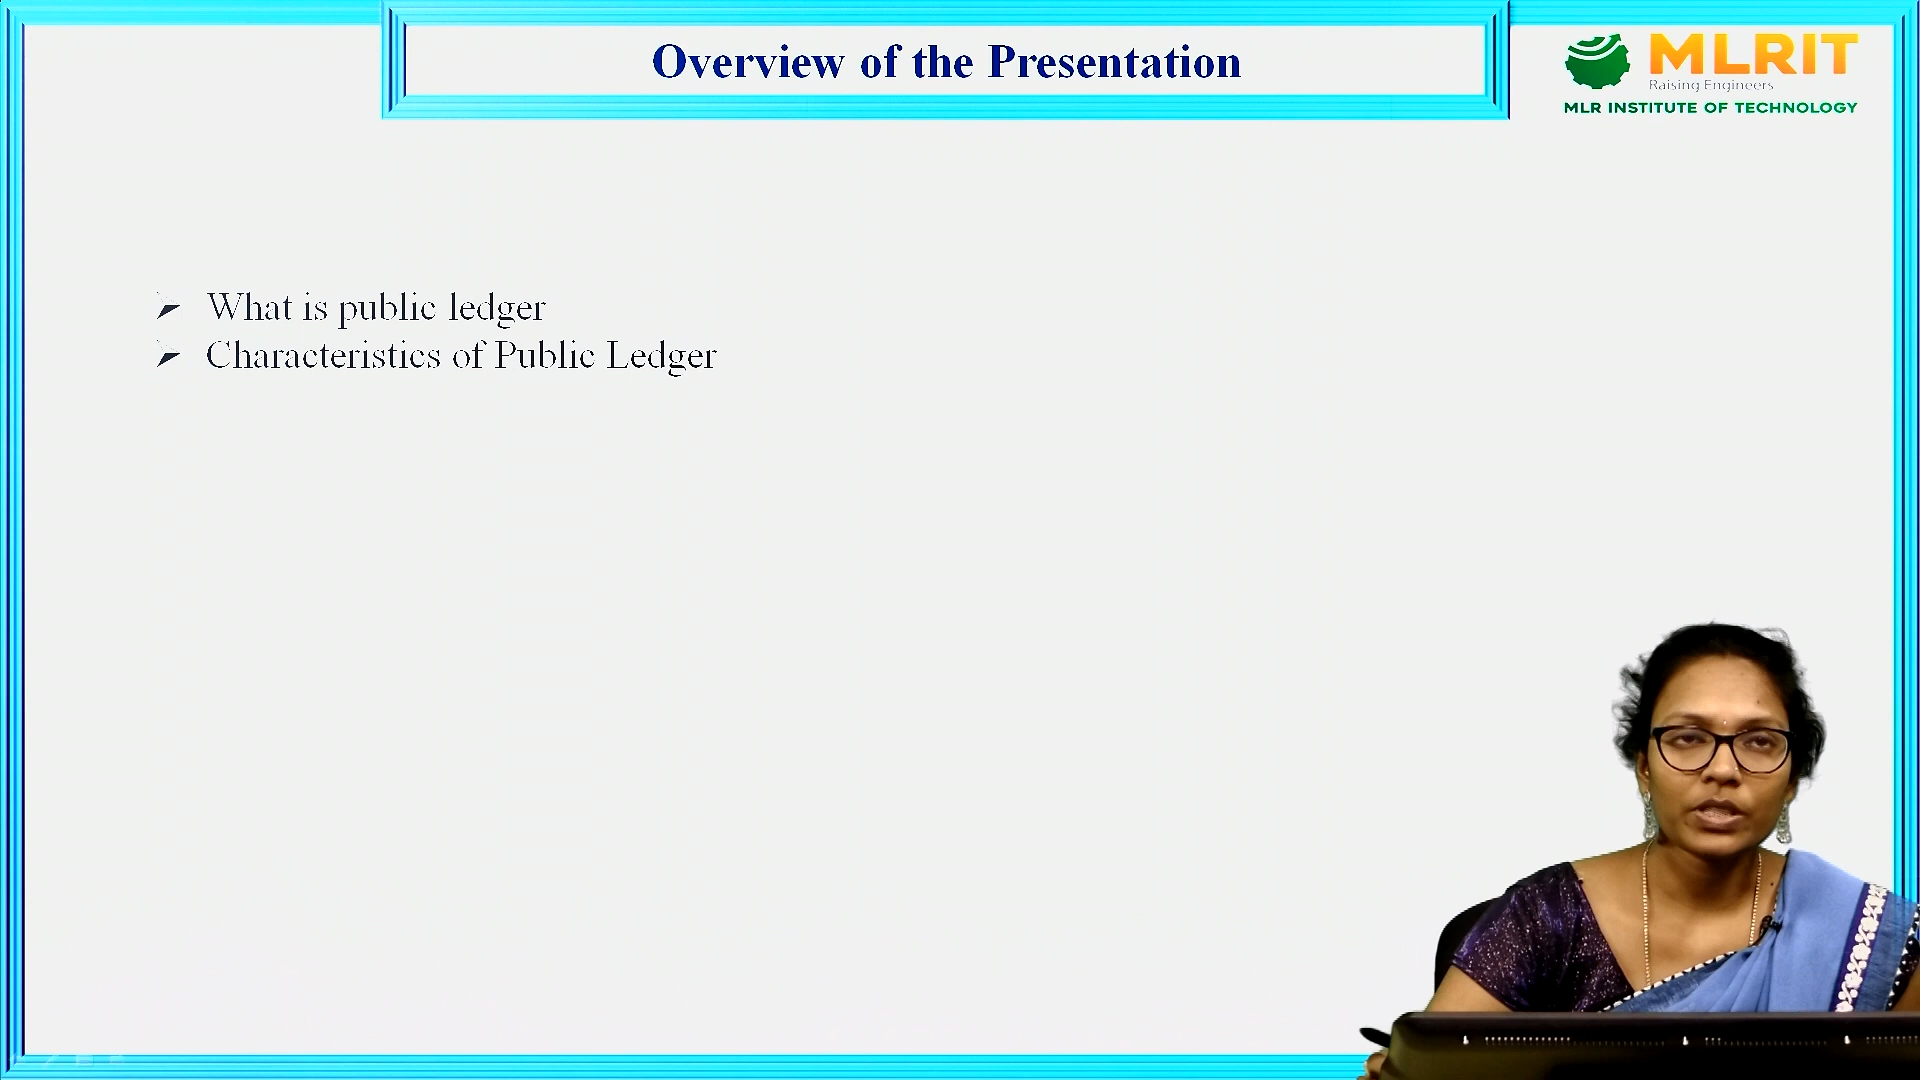 Overview of the Presentation
MLRIT
Raising Engineers
MLR INSTITUTE OF TECHNOLOGY
➢ What is public ledger
➢ Characteristics of Public Ledger